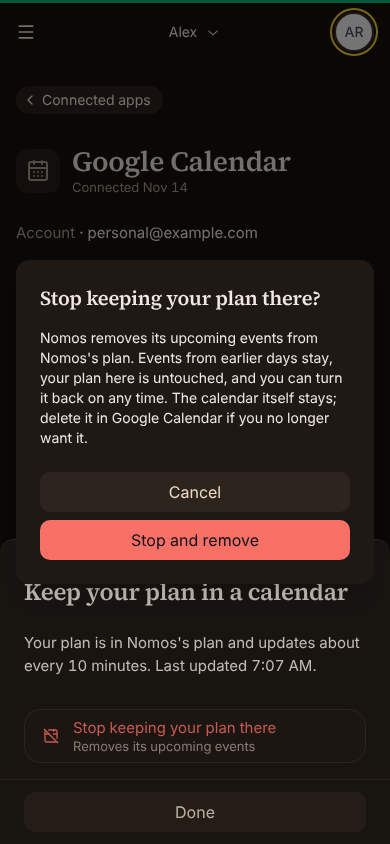 Alex
AR
Connected apps
Google Calendar
Connected Nov 14
Account · personal@example.com
Stop keeping your plan there?
Nomos removes its upcoming events from
Nomos's plan. Events from earlier days stay,
your plan here is untouched, and you can turn
it back on any time. The calendar itself stays;
delete it in Google Calendar if you no longer
want it.
Cancel
Stop and remove
Keep your plan in a calendar
Your plan is in Nomos's plan and updates about
every 10 minutes. Last updated 7:07 AM.
Stop keeping your plan there
Removes its upcoming events
Done